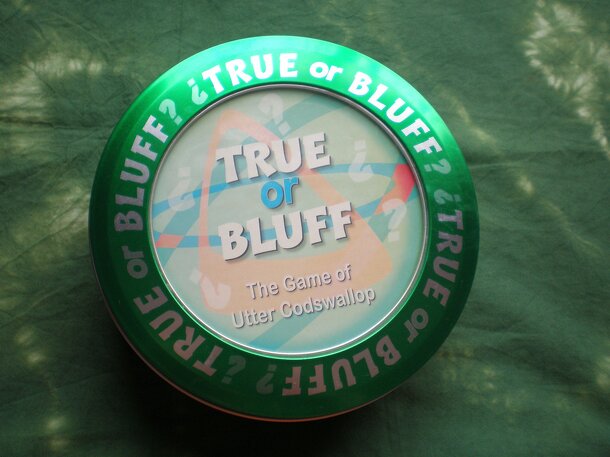 ¿TRUE or BLUFF?
¿TRUE or BLUFF?
¿TRUE or BLUFF?
TRUE
or
BLUFF
The Game of
Utter Codswallop